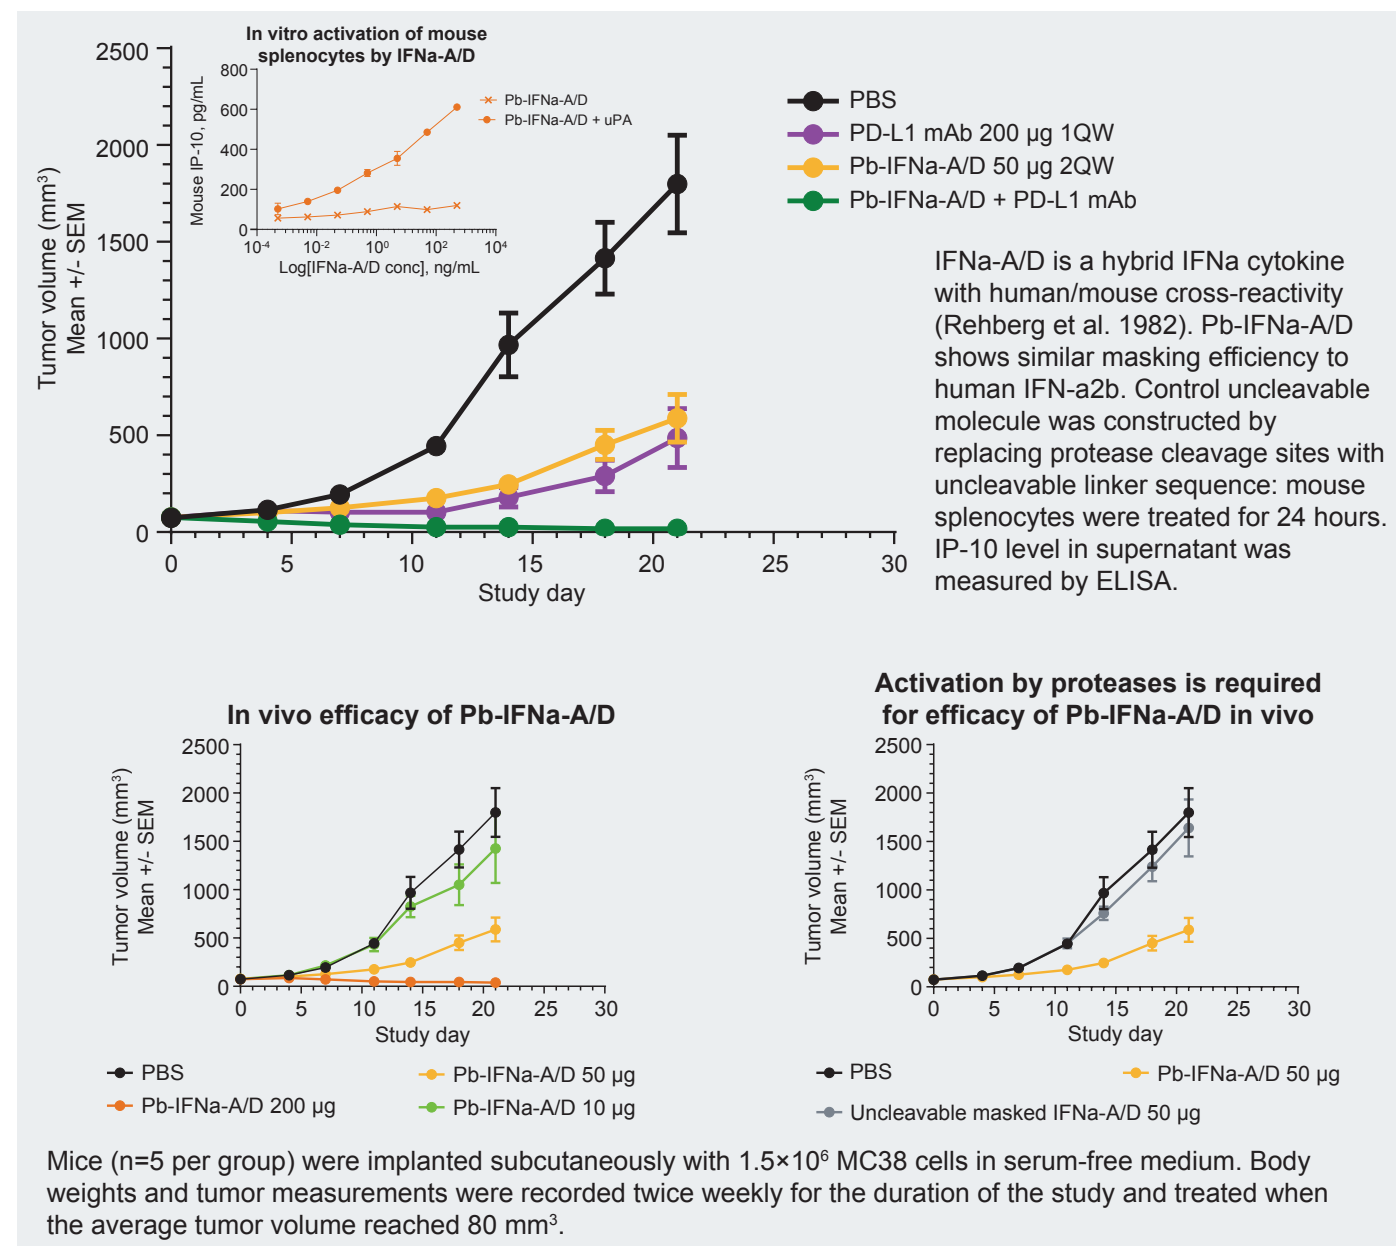 In vitro activation of mouse
splenocytes by IFNa-A/D
Mouse IP-10, pg/mL
800
600
400
200
0
10-4
10-2
10⁰
10²
10⁴
Log[IFNa-A/D conc], ng/mL
Pb-IFNa-A/D
Pb-IFNa-A/D + uPA
Tumor volume (mm³)
Mean +/- SEM
2500
2000
1500
1000
500
0
0
5
10
15
20
25
30
Study day
PBS
PD-L1 mAb 200 µg 1QW
Pb-IFNa-A/D 50 µg 2QW
Pb-IFNa-A/D + PD-L1 mAb
IFNa-A/D is a hybrid IFNa cytokine
with human/mouse cross-reactivity
(Rehberg et al. 1982). Pb-IFNa-A/D
shows similar masking efficiency to
human IFN-a2b. Control uncleavable
molecule was constructed by
replacing protease cleavage sites with
uncleavable linker sequence: mouse
splenocytes were treated for 24 hours.
IP-10 level in supernatant was
measured by ELISA.
In vivo efficacy of Pb-IFNa-A/D
Tumor volume (mm³)
Mean +/- SEM
2500
2000
1500
1000
500
0
0
5
10
15
20
25
30
Study day
PBS
Pb-IFNa-A/D 50 µg
Pb-IFNa-A/D 200 µg
Pb-IFNa-A/D 10 µg
Activation by proteases is required
for efficacy of Pb-IFNa-A/D in vivo
Tumor volume (mm³)
Mean +/- SEM
2500
2000
1500
1000
500
0
0
5
10
15
20
25
30
Study day
PBS
Pb-IFNa-A/D 50 µg
Uncleavable masked IFNa-A/D 50 µg
Mice (n=5 per group) were implanted subcutaneously with 1.5×10⁶ MC38 cells in serum-free medium. Body
weights and tumor measurements were recorded twice weekly for the duration of the study and treated when
the average tumor volume reached 80 mm³.